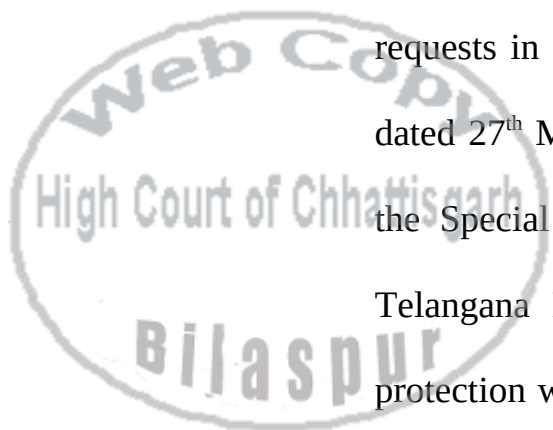 Web Copy
High Court of Chhattisgarh
Bilaspur
requests in
dated 27th M
the Special
Telangana
protection w